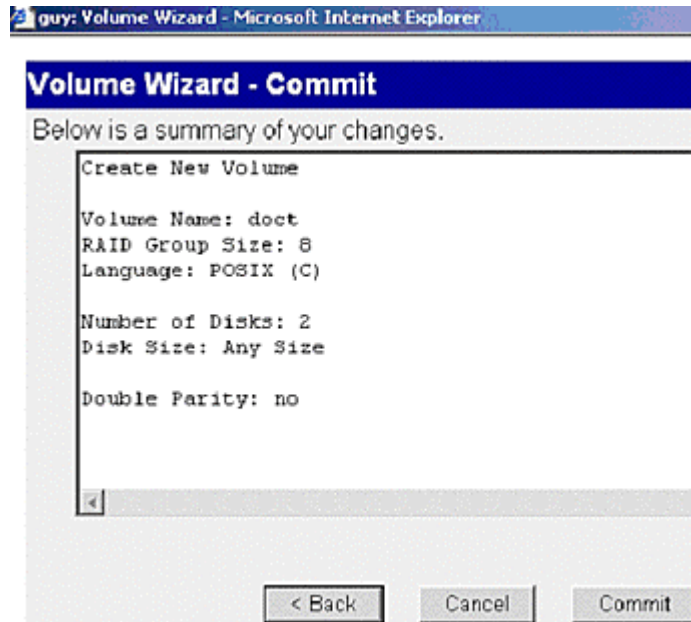 guy: Volume Wizard - Microsoft Internet Explorer
Volume Wizard - Commit
Below is a summary of your changes.
Create New Volume
Volume Name: doct
RAID Group Size: 8
Language: POSIX (C)
Number of Disks: 2
Disk Size: Any Size
Double Parity: no
< Back Cancel Commit